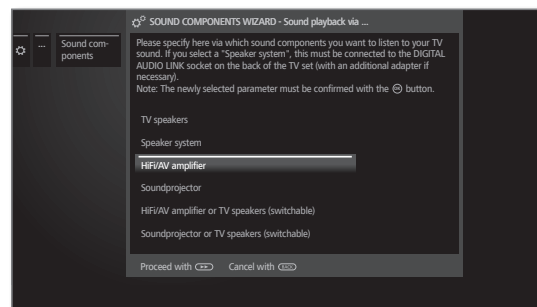 SOUND COMPONENTS WIZARD - Sound playback via ...
...
Sound com-
ponents
Please specify here via which sound components you want to listen to your TV
sound. If you select a "Speaker system", this must be connected to the DIGITAL
AUDIO LINK socket on the back of the TV set (with an additional adapter if
necessary).
Note: The newly selected parameter must be confirmed with the OK button.
TV speakers
Speaker system
HiFi/AV amplifier
Soundprojector
HiFi/AV amplifier or TV speakers (switchable)
Soundprojector or TV speakers (switchable)
Proceed with Cancel with BACK